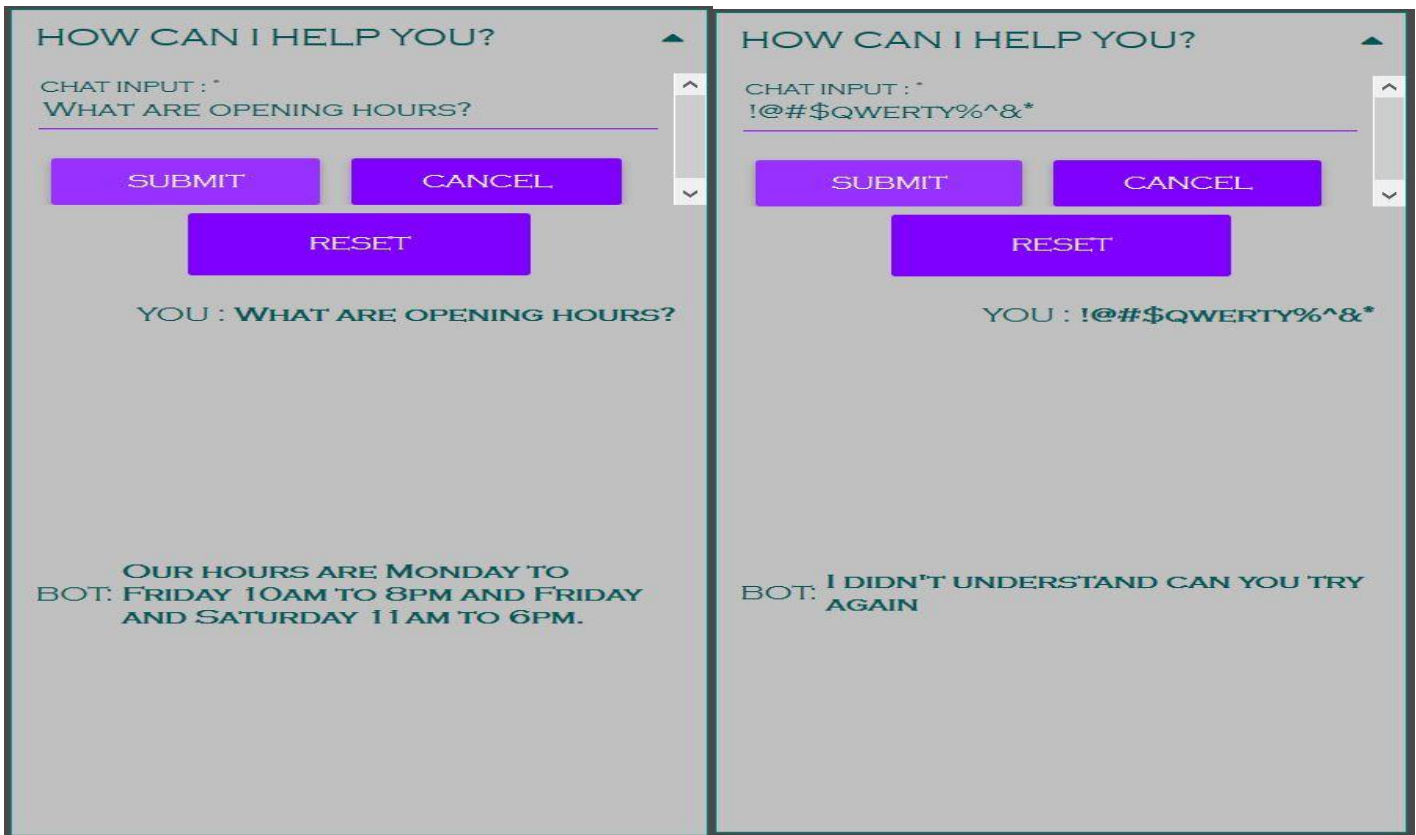 HOW CAN I HELP YOU?
CHAT INPUT : *
WHAT ARE OPENING HOURS?
SUBMIT CANCEL
RESET
YOU : WHAT ARE OPENING HOURS?
BOT: OUR HOURS ARE MONDAY TO
FRIDAY 10AM TO 8PM AND FRIDAY
AND SATURDAY 11AM TO 6PM.
HOW CAN I HELP YOU?
CHAT INPUT : *
!@#$QWERTY%^&*
SUBMIT CANCEL
RESET
YOU : !@#$QWERTY%^&*
BOT: I DIDN'T UNDERSTAND CAN YOU TRY
AGAIN